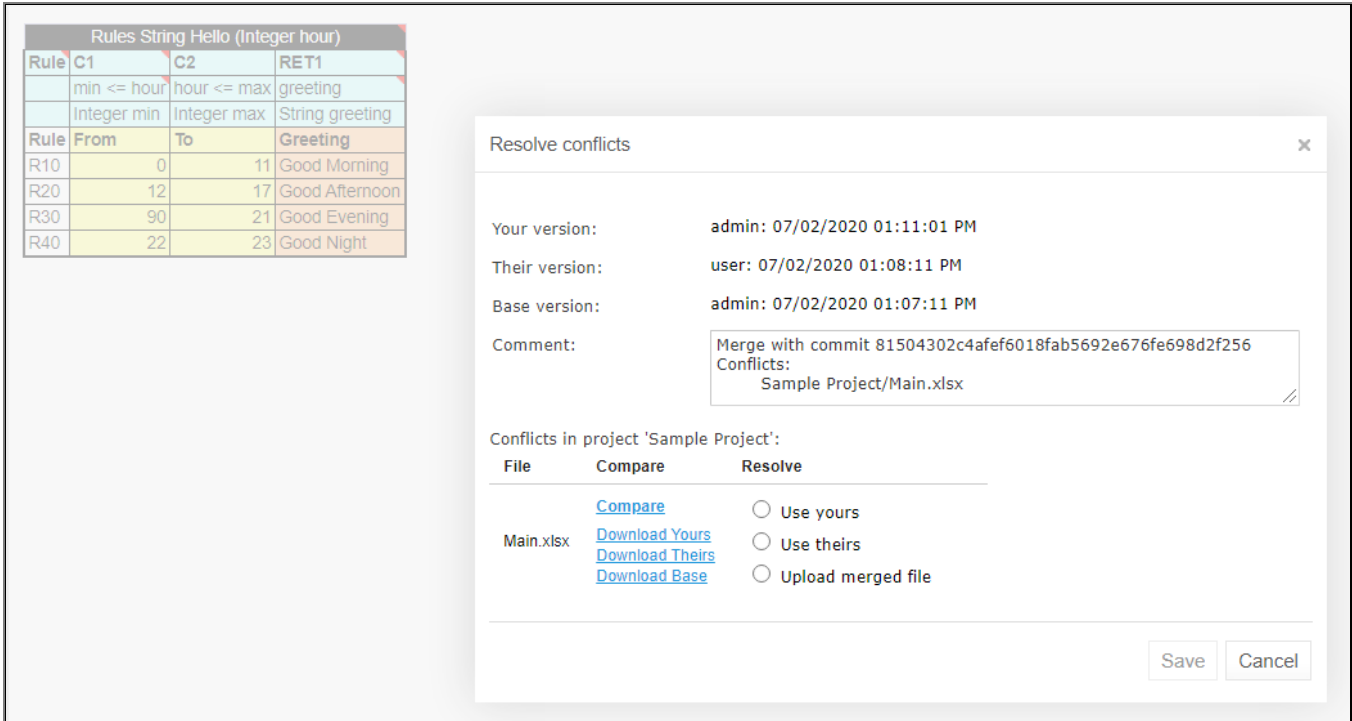 Rules String Hello (Integer hour)
Rule C1 C2 RET1
min <= hour hour <= max greeting
Integer min Integer max String greeting
Rule From To Greeting
R10 0 11 Good Morning
R20 12 17 Good Afternoon
R30 90 21 Good Evening
R40 22 23 Good Night
Resolve conflicts ×
Your version: admin: 07/02/2020 01:11:01 PM
Their version: user: 07/02/2020 01:08:11 PM
Base version: admin: 07/02/2020 01:07:11 PM
Comment: Merge with commit 81504302c4afef6018fab5692e676fe698d2f256
Conflicts:
Sample Project/Main.xlsx
Conflicts in project 'Sample Project':
File Compare Resolve
Compare Use yours
Main.xlsx Download Yours
Download Theirs Use theirs
Download Base Upload merged file
Save Cancel